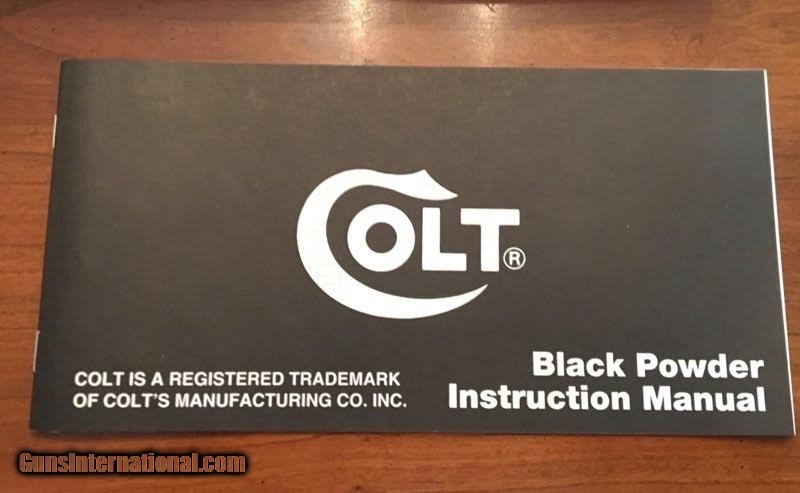 COLT®
Black Powder
Instruction Manual
COLT IS A REGISTERED TRADEMARK
OF COLT'S MANUFACTURING CO. INC.
GunsInternational.com